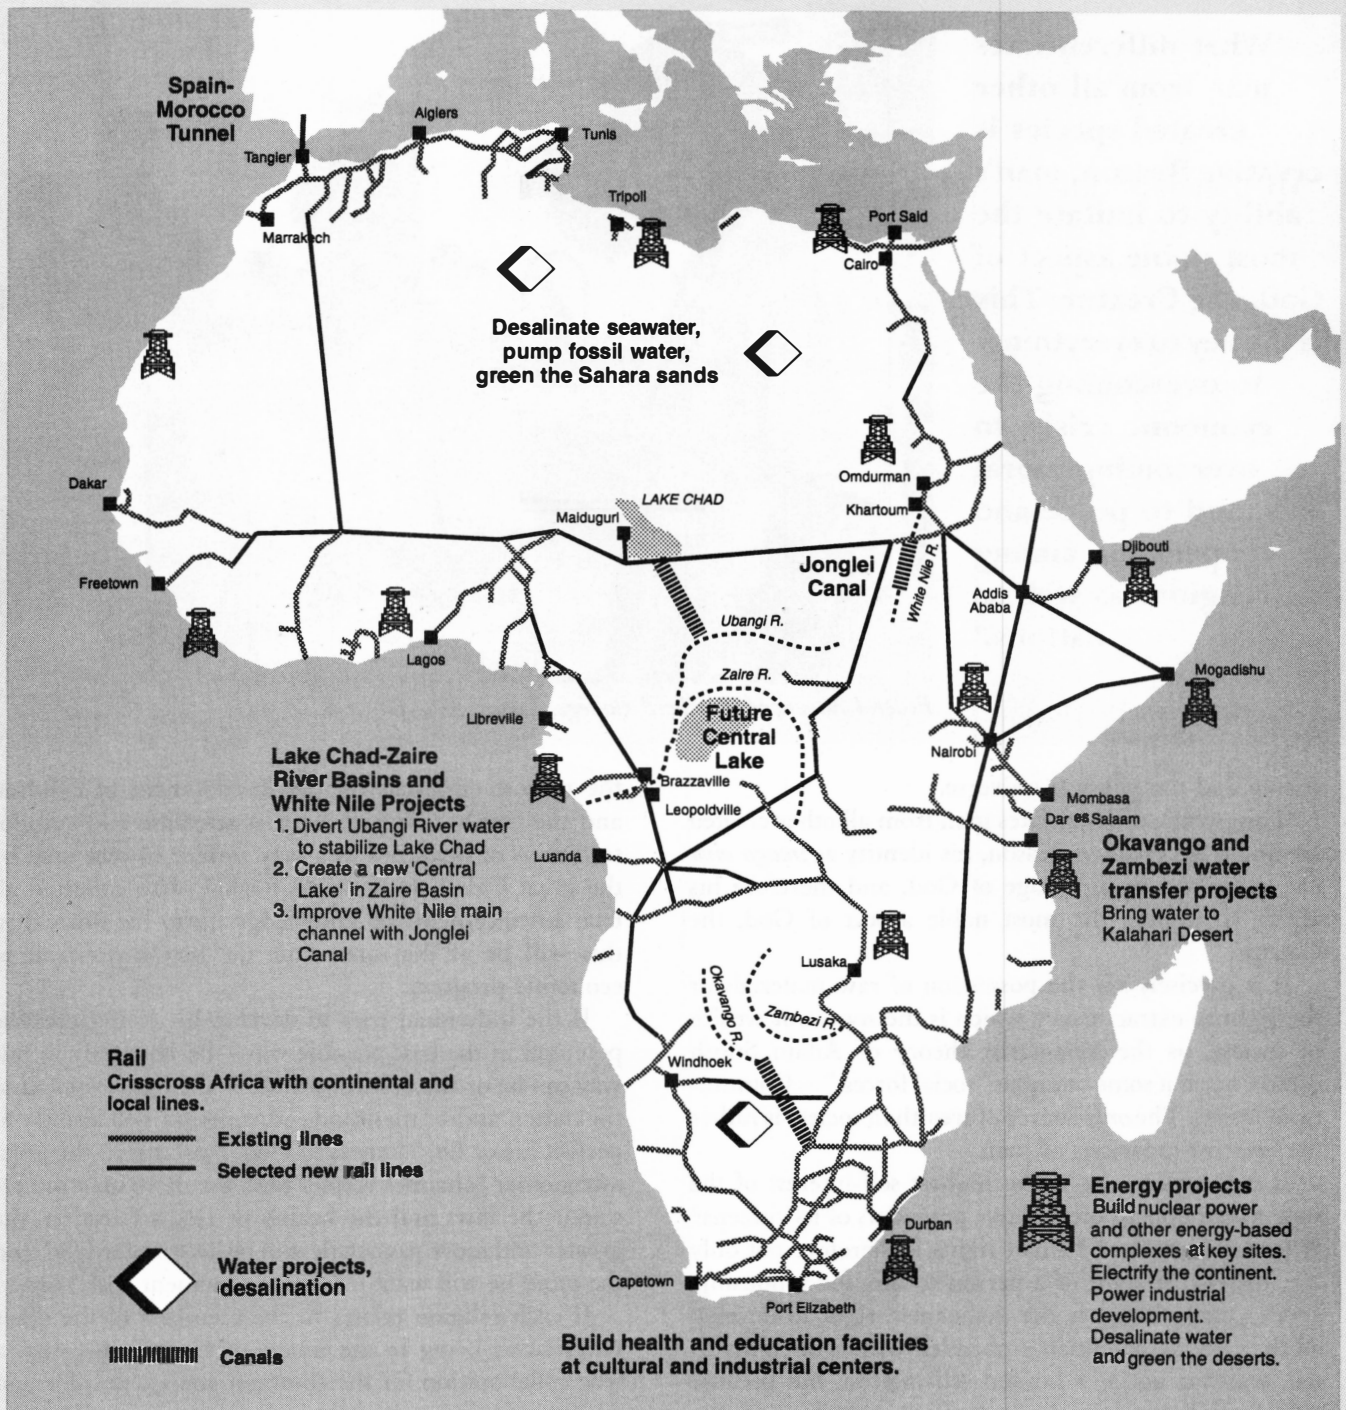 Spain-
Morocco
Tunnel
Algiers
Tunis
Tangier
Tripoli
Marrakech
Port Said
Cairo
Desalinate seawater,
pump fossil water,
green the Sahara sands
Dakar
Omdurman
LAKE CHAD
Khartoum
Maiduguri
Djibouti
Jonglei
Canal
White Nile R.
Freetown
Addis
Ababa
Ubangi R.
Lagos
Zaire R.
Mogadishu
Future
Central
Lake
Libreville
Nairobi
Lake Chad-Zaire
River Basins and
White Nile Projects
1. Divert Ubangi River water
to stabilize Lake Chad
2. Create a new 'Central
Lake' in Zaire Basin
3. Improve White Nile main
channel with Jonglei
Canal
Brazzaville
Leopoldville
Mombasa
Dar es Salaam
Luanda
Okavango and
Zambezi water
transfer projects
Bring water to
Kalahari Desert
Lusaka
Okavango R.
Zambezi R.
Windhoek
Rail
Crisscross Africa with continental and
local lines.
Existing lines
Selected new rail lines
Durban
Water projects,
desalination
Capetown
Port Elizabeth
Canals
Build health and education facilities
at cultural and industrial centers.
Energy projects
Build nuclear power
and other energy-based
complexes at key sites.
Electrify the continent.
Power industrial
development.
Desalinate water
and green the deserts.